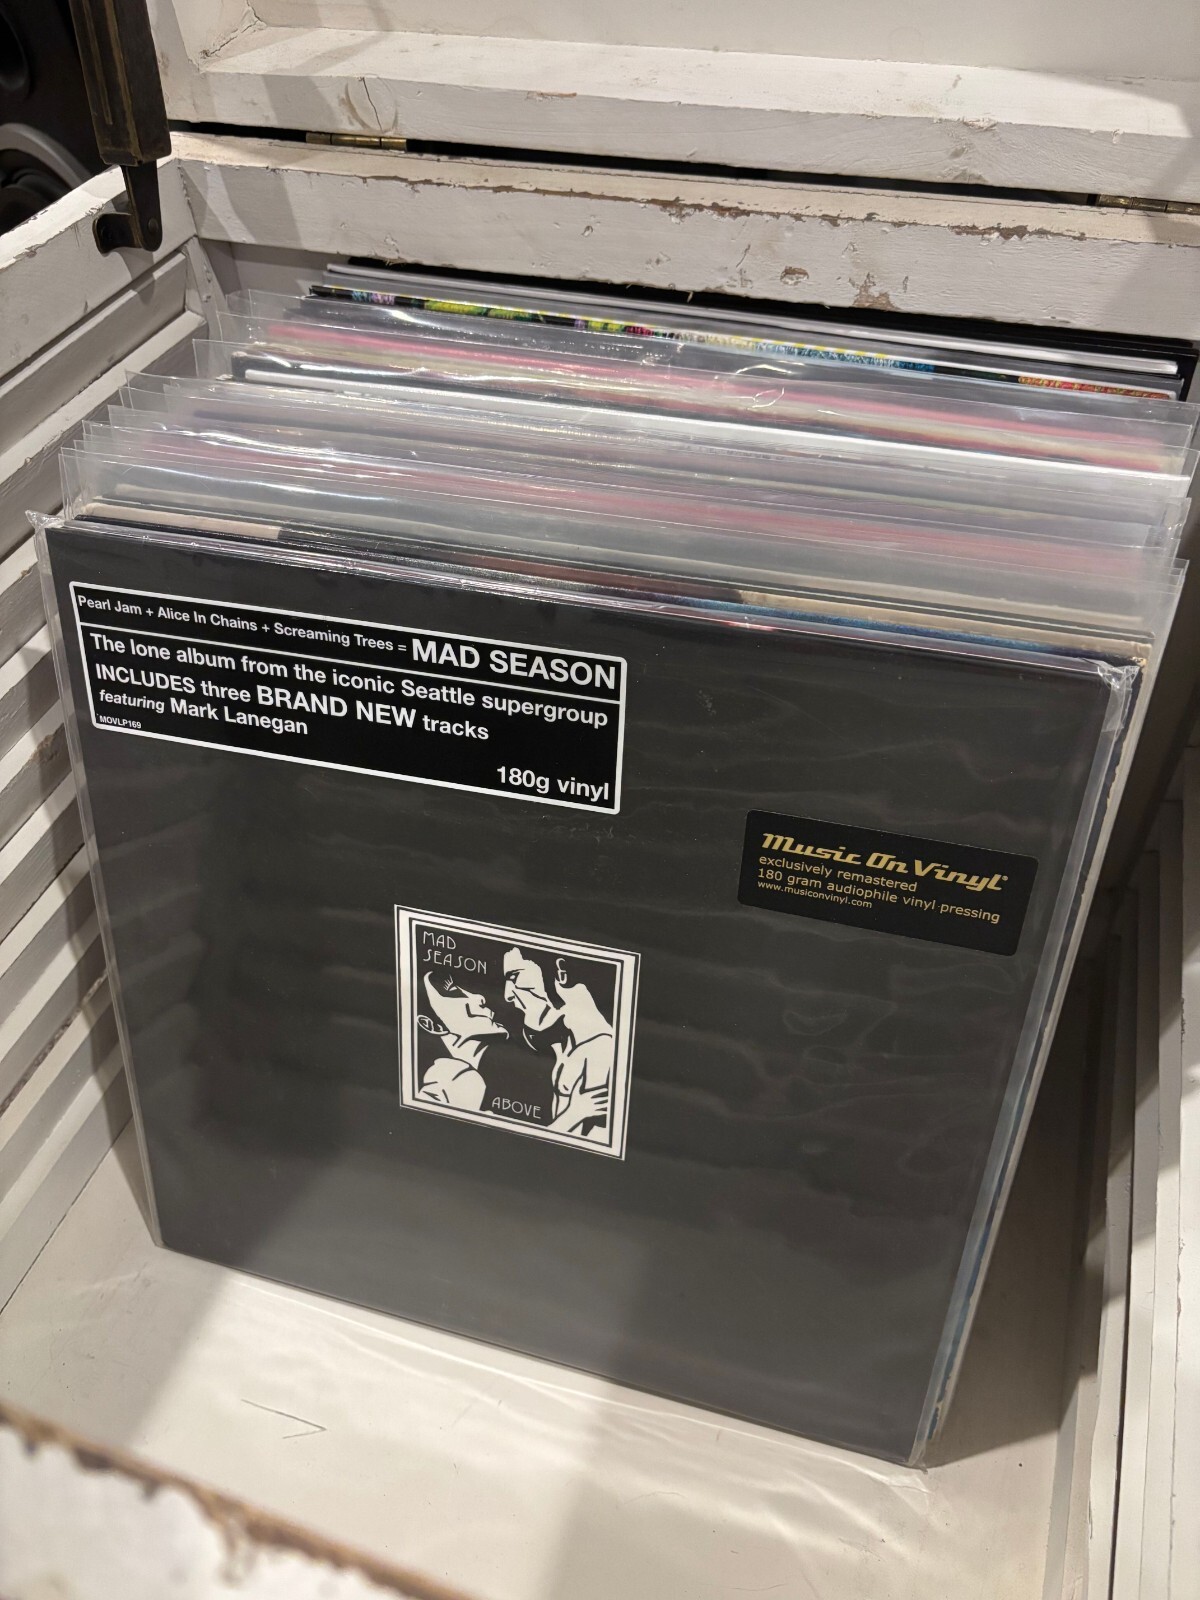 Pearl Jam + Alice In Chains + Screaming Trees = MAD SEASON
The lone album from the iconic Seattle supergroup
INCLUDES three BRAND NEW tracks
featuring Mark Lanegan
MOVLP169
180g vinyl
Music On Vinyl
exclusively remastered
180 gram audiophile vinyl pressing
www.musiconvinyl.com
MAD
SEASON
ABOVE